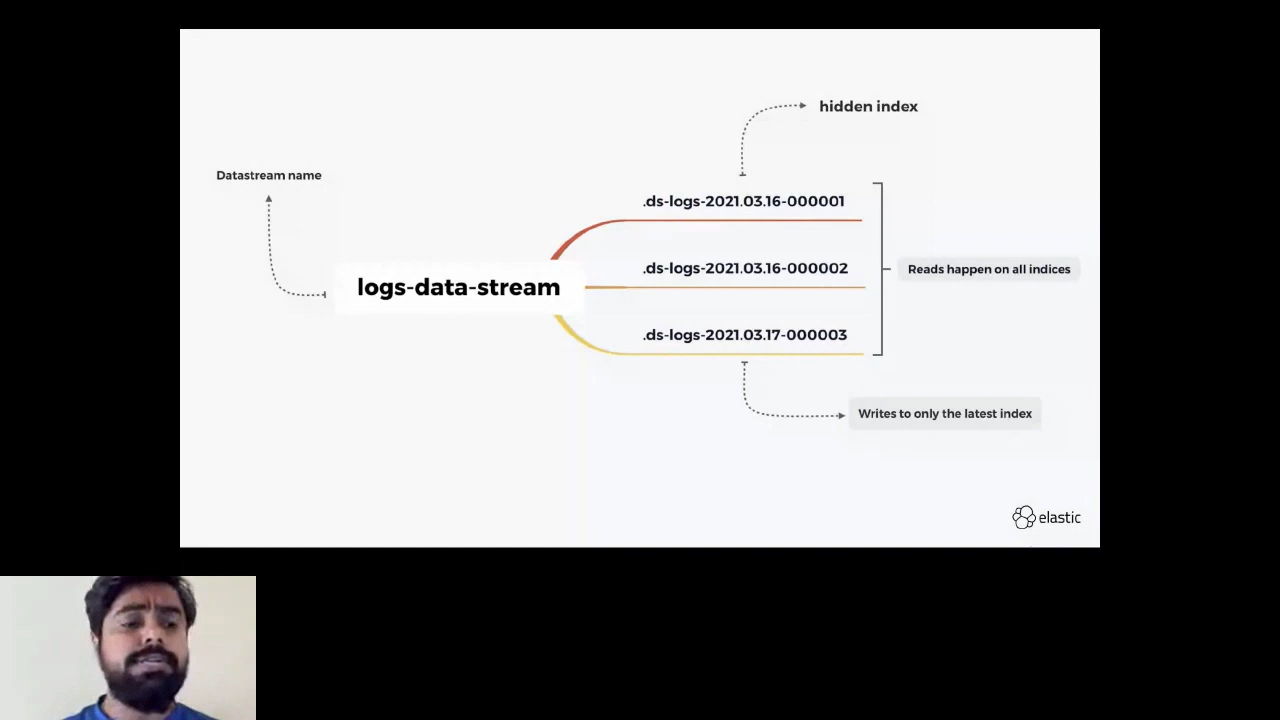 hidden index
Datastream name
.ds-logs-2021.03.16-000001
.ds-logs-2021.03.16-000002
Reads happen on all indices
logs-data-stream
.ds-logs-2021.03.17-000003
Writes to only the latest index
elastic